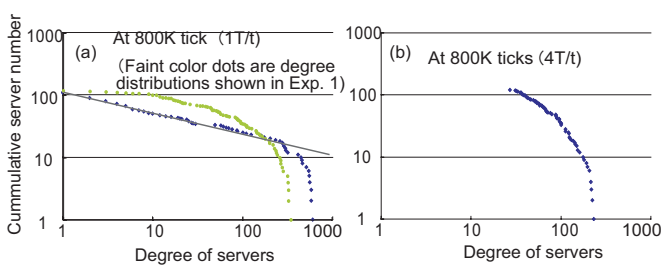 Cummulative server number
1000
100
10
1
(a)
At 800K tick (1T/t)
(Faint color dots are degree
distributions shown in Exp. 1)
1
10
100
1000
Degree of servers
1000
100
10
1
(b)
At 800K ticks (4T/t)
1
10
100
1000
Degree of servers